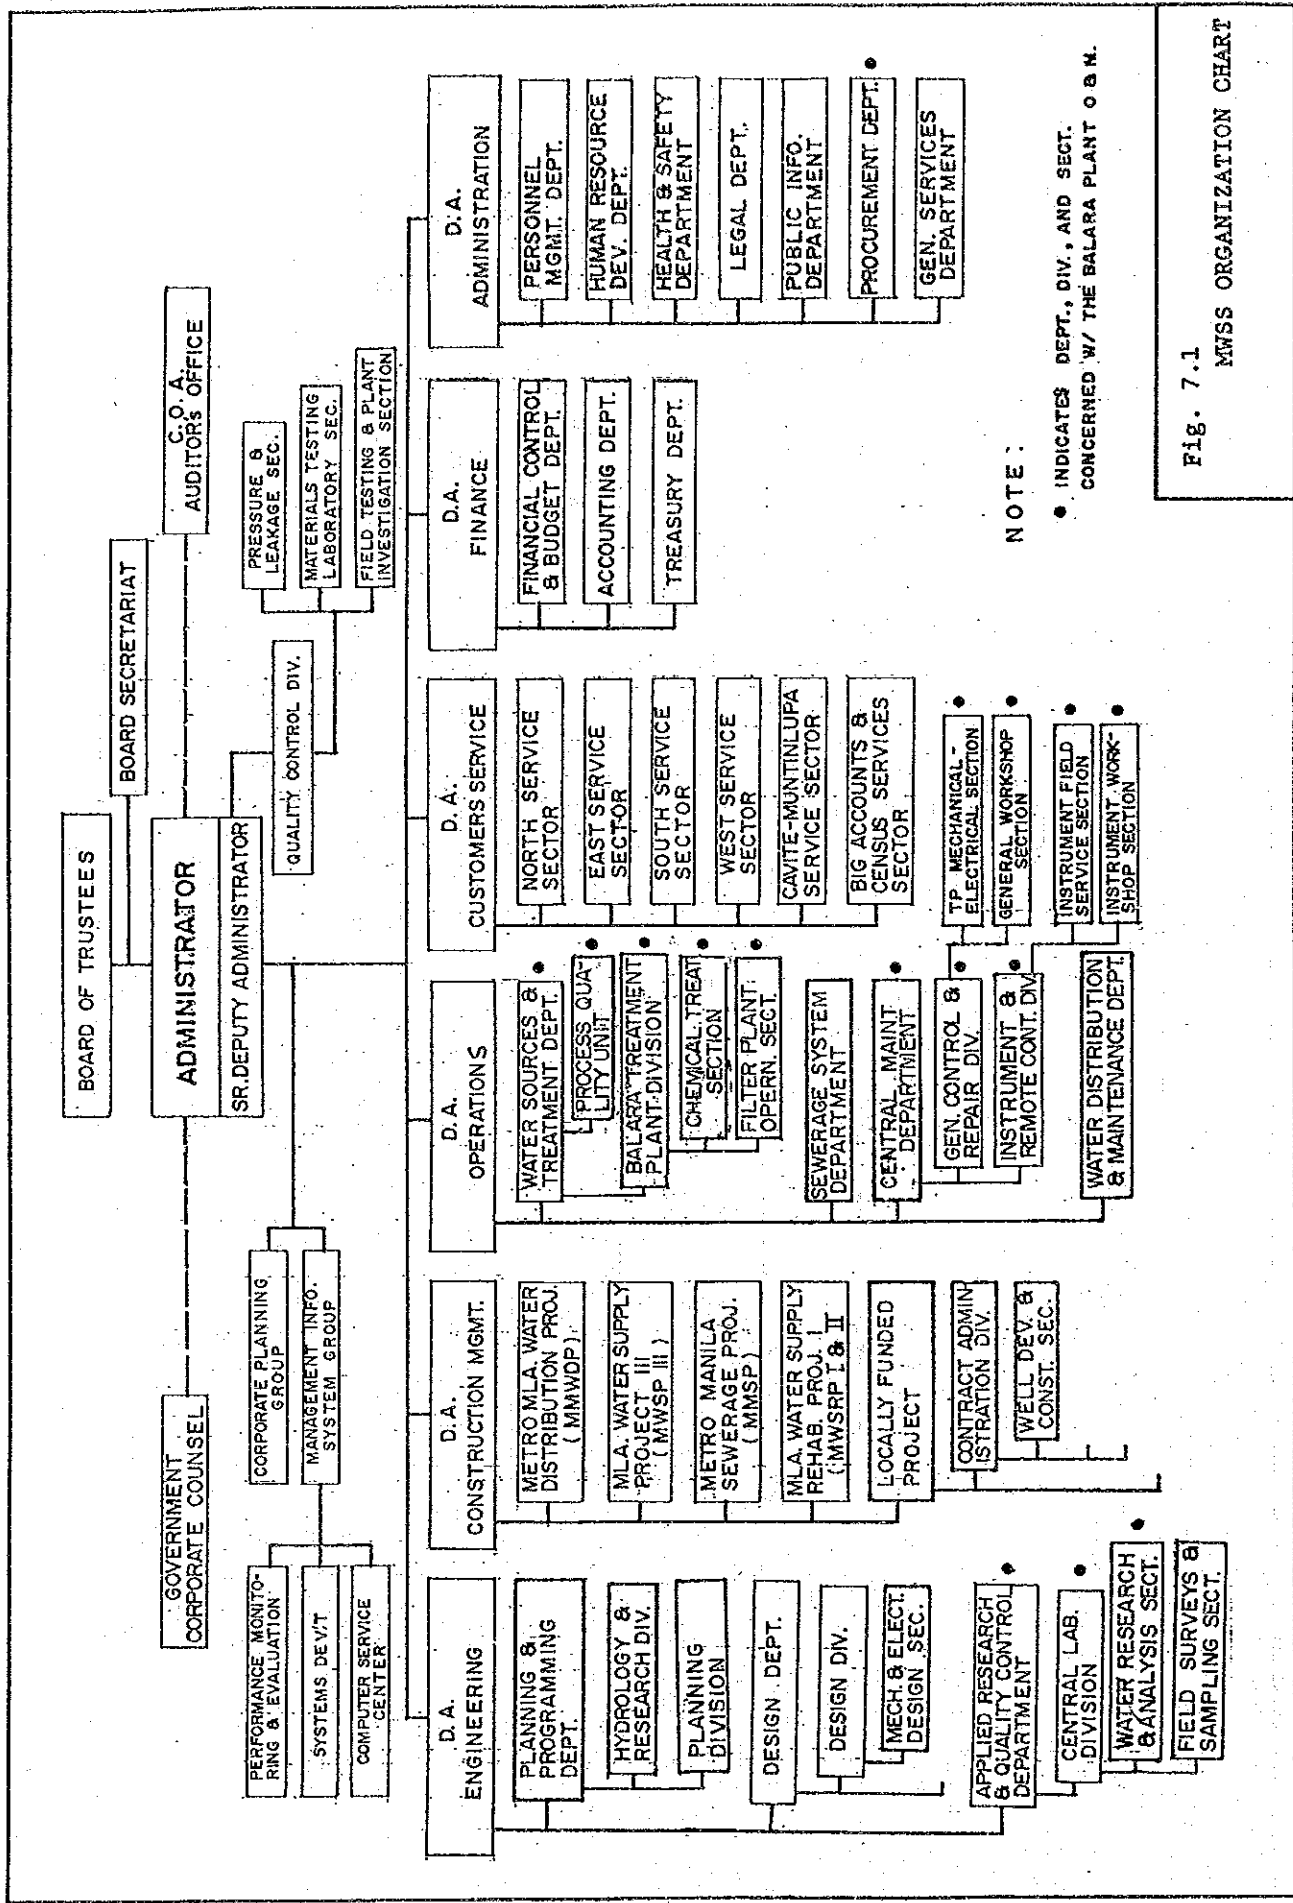 BOARD OF TRUSTEES
BOARD SECRETARIAT
GOVERNMENT
CORPORATE COUNSEL
ADMINISTRATOR
SR. DEPUTY ADMINISTRATOR
C.O.A.
AUDITOR'S OFFICE
QUALITY CONTROL DIV.
PRESSURE &
LEAKAGE SEC.
MATERIALS TESTING
LABORATORY SEC.
FIELD TESTING & PLANT
INVESTIGATION SECTION
CORPORATE PLANNING
GROUP
MANAGEMENT INFO.
SYSTEM GROUP
PERFORMANCE MONITO-
RING & EVALUATION
SYSTEMS DEV/T
COMPUTER SERVICE
CENTER
D.A.
ENGINEERING
PLANNING &
PROGRAMMING
DEPT.
HYDROLOGY &
RESEARCH DIV.
PLANNING
DIVISION
DESIGN DEPT.
DESIGN DIV.
MECH. & ELECT.
DESIGN SEC.
APPLIED RESEARCH
& QUALITY CONTROL
DEPARTMENT
CENTRAL LAB.
DIVISION
WATER RESEARCH
& ANALYSIS SECT.
FIELD SURVEYS &
SAMPLING SECT.
D.A.
CONSTRUCTION MGMT.
METRO MLA. WATER
DISTRIBUTION PROJ.
(MMWDP)
MLA. WATER SUPPLY
PROJECT III
(MWSP III)
METRO MANILA
SEWERAGE PROJ.
(MMSP)
MLA. WATER SUPPLY
REHAB. PROJ. I
(MWSRP I & II
LOCALLY FUNDED
PROJECT
CONTRACT ADMIN
ISTRATION DIV.
WELL DEV. &
CONST. SEC.
D.A.
OPERATIONS
WATER SOURCES &
TREATMENT DEPT.
PROCESS QUA-
LITY UNIT
BALARA TREATMENT
PLANT DIVISION
CHEMICAL TREAT
SECTION
FILTER PLANT
OPERN. SECT.
SEWERAGE SYSTEM
DEPARTMENT
CENTRAL MAINT
DEPARTMENT
GEN. CONTROL &
REPAIR DIV.
INSTRUMENT &
REMOTE CONT. DIV.
WATER DISTRIBUTION
& MAINTENANCE DEPT.
TP MECHANICAL-
ELECTRICAL SECTION
GENERAL WORKSHOP
SECTION
INSTRUMENT FIELD
SERVICE SECTION
INSTRUMENT WORK-
SHOP SECTION
D.A.
CUSTOMERS SERVICE
NORTH SERVICE
SECTOR
EAST SERVICE
SECTOR
SOUTH SERVICE
SECTOR
WEST SERVICE
SECTOR
CAVITE-MUNTINLUPA
SERVICE SECTOR
BIG ACCOUNTS &
CENSUS SERVICES
SECTOR
D.A.
FINANCE
FINANCIAL CONTROL
& BUDGET DEPT.
ACCOUNTING DEPT.
TREASURY DEPT.
D.A.
ADMINISTRATION
PERSONNEL
MGMT. DEPT.
HUMAN RESOURCE
DEV. DEPT.
HEALTH & SAFETY
DEPARTMENT
LEGAL DEPT.
PUBLIC INFO.
DEPARTMENT
PROCUREMENT DEPT.
GEN. SERVICES
DEPARTMENT
NOTE:
● INDICATES DEPT., DIV., AND SECT.
CONCERNED W/ THE BALARA PLANT O & M.
Fig. 7.1
MWSS ORGANIZATION CHART